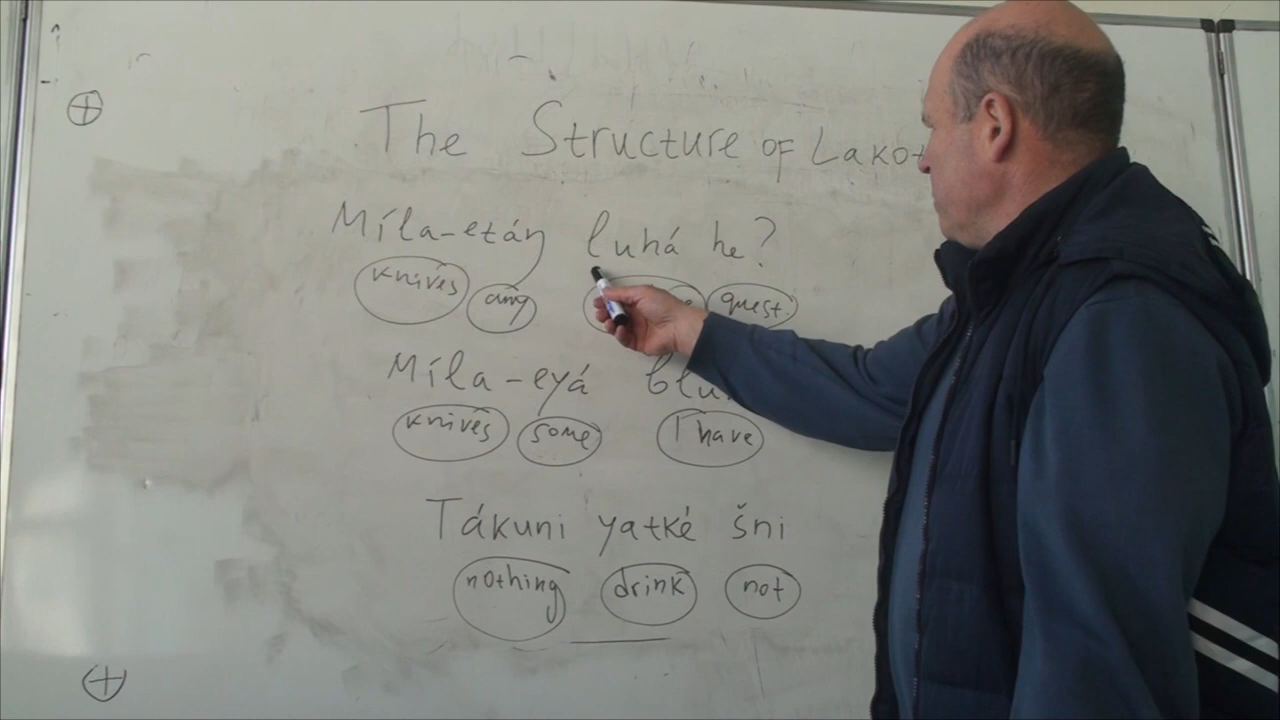 The Structure of Lakot
Míla-etáŋ luhá he?
knives any quest.
Míla-eyá
knives some I have
Tákuni yatké šni
nothing drink not